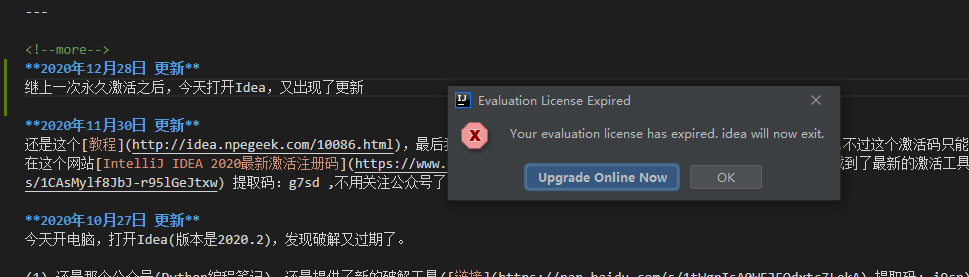 ---
<!--more-->
**2020年12月28日 更新**
继上一次永久激活之后，今天打开Idea，又出现了更新
Evaluation License Expired
Your evaluation license has expired. idea will now exit.
Upgrade Online Now
OK
**2020年11月30日 更新**
还是这个[教程](http://idea.npegeek.com/10086.html)，最后 不过这个激活码只能
在这个网站[IntelliJ IDEA 2020最新激活注册码](https://www. 到了最新的激活工具
s/1CAsMylf8JbJ-r95lGeJtxw) 提取码：g7sd ,不用关注公众号了
**2020年10月27日 更新**
今天开电脑，打开Idea(版本是2020.2)，发现破解又过期了。